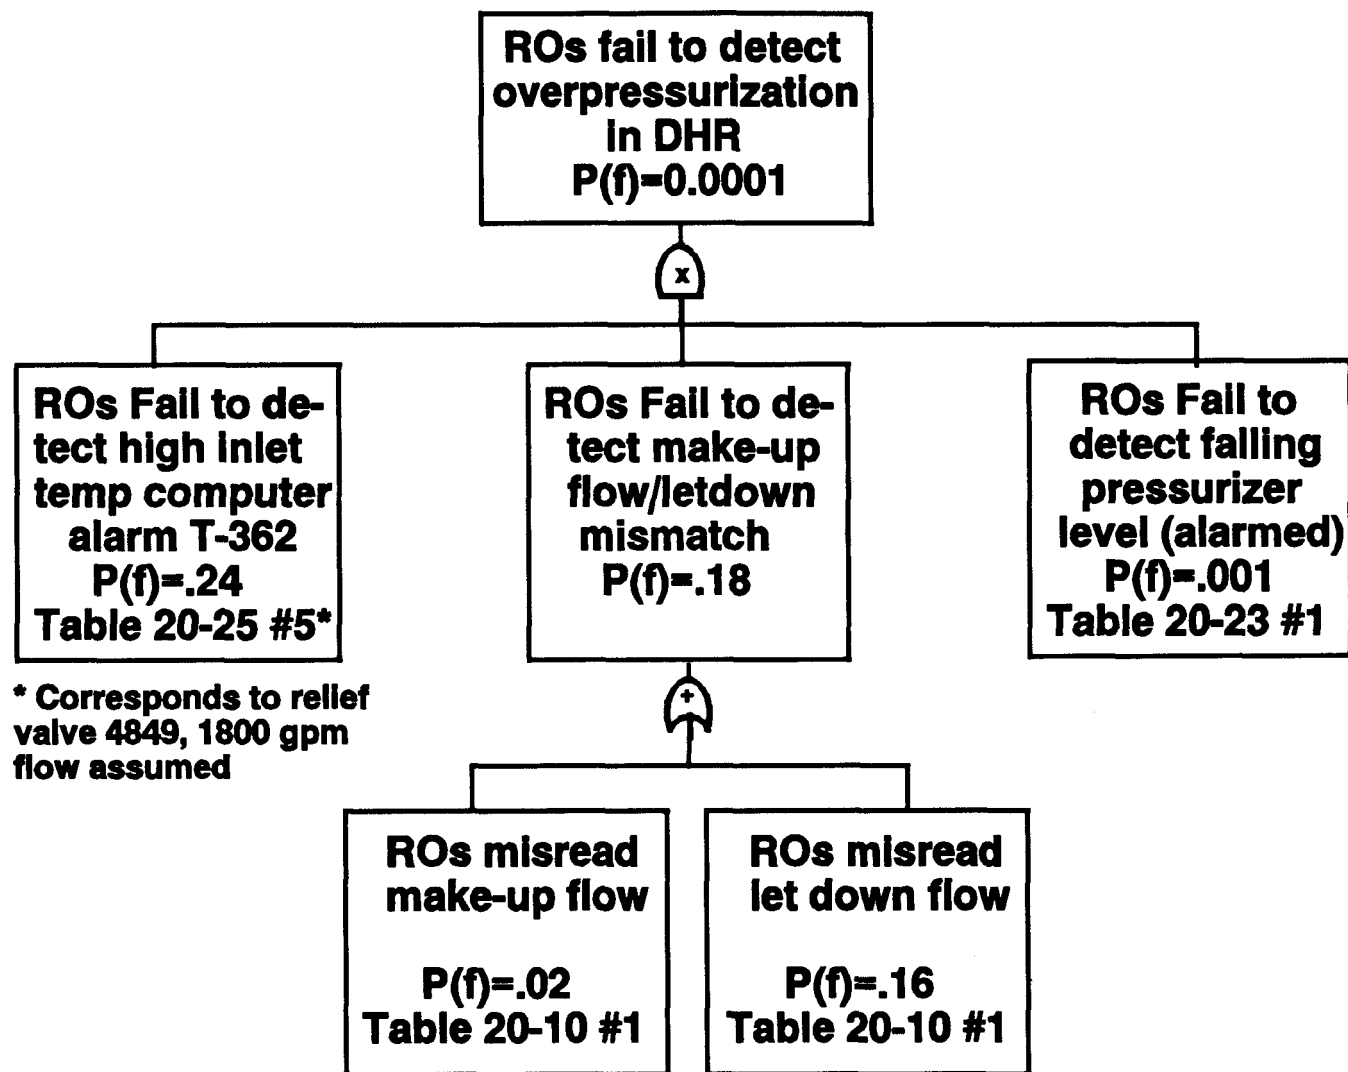 ROs fail to detect
overpressurization
in DHR
P(f)=0.0001
x
ROs Fail to de-
tect high inlet
temp computer
alarm T-362
P(f)=.24
Table 20-25 #5*
ROs Fail to de-
tect make-up
flow/letdown
mismatch
P(f)=.18
ROs Fail to
detect falling
pressurizer
level (alarmed)
P(f)=.001
Table 20-23 #1
* Corresponds to relief
valve 4849, 1800 gpm
flow assumed
+
ROs misread
make-up flow
P(f)=.02
Table 20-10 #1
ROs misread
let down flow
P(f)=.16
Table 20-10 #1